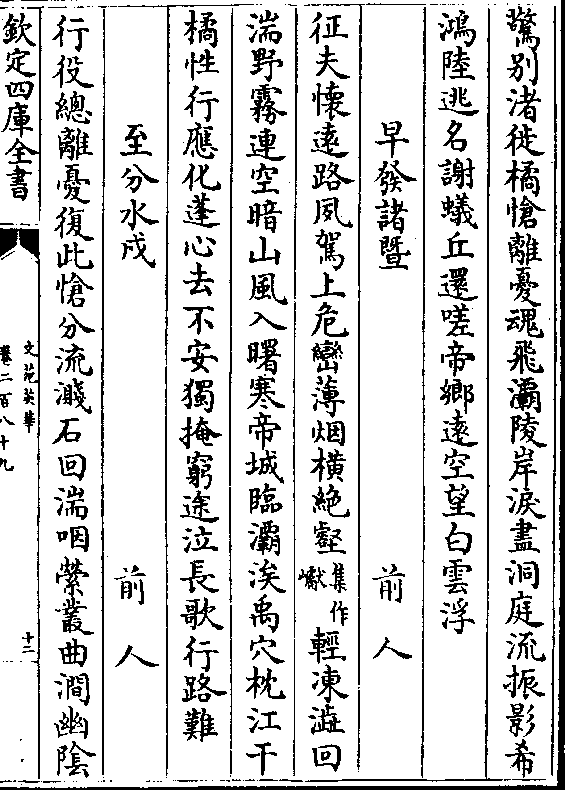 驚別渚徙橘愴離憂魂飛灞陵岸淚盡洞庭流振影希
鴻陸逃名謝蟻丘還嗟帝鄉遠空望白雲浮
早發諸暨 前人
征夫懷遠路夙駕上危巒薄烟橫絶壑集作巘輕凍澁回
湍野霧連空暗山風入曙寒帝城臨灞涘禹穴枕江干
橘性行應化蓬心去不安獨掩窮途泣長歌行路難
至分水戍 前人
行役總離憂復此愴分流濺石回湍咽縈叢曲澗幽陰
欽定四庫全書
文苑英華
卷二百八十九
十二